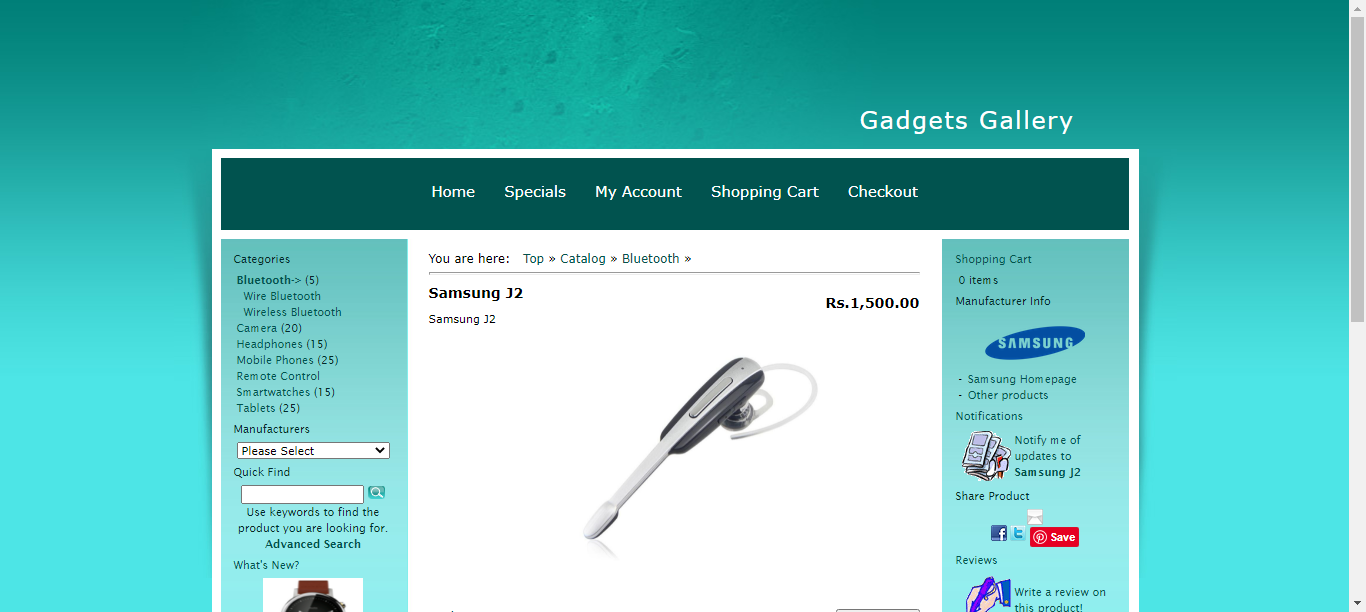 Gadgets Gallery
Home Specials My Account Shopping Cart Checkout
Categories
Bluetooth-> (5)
Wire Bluetooth
Wireless Bluetooth
Camera (20)
Headphones (15)
Mobile Phones (25)
Remote Control
Smartwatches (15)
Tablets (25)
Manufacturers
Please Select
Quick Find
Use keywords to find the
product you are looking for.
Advanced Search
What's New?
You are here: Top » Catalog » Bluetooth »
Samsung J2
Rs.1,500.00
Samsung J2
Shopping Cart
0 items
Manufacturer Info
SAMSUNG
- Samsung Homepage
- Other products
Notifications
Notify me of
updates to
Samsung J2
Share Product
Save
Reviews
Write a review on
this product!